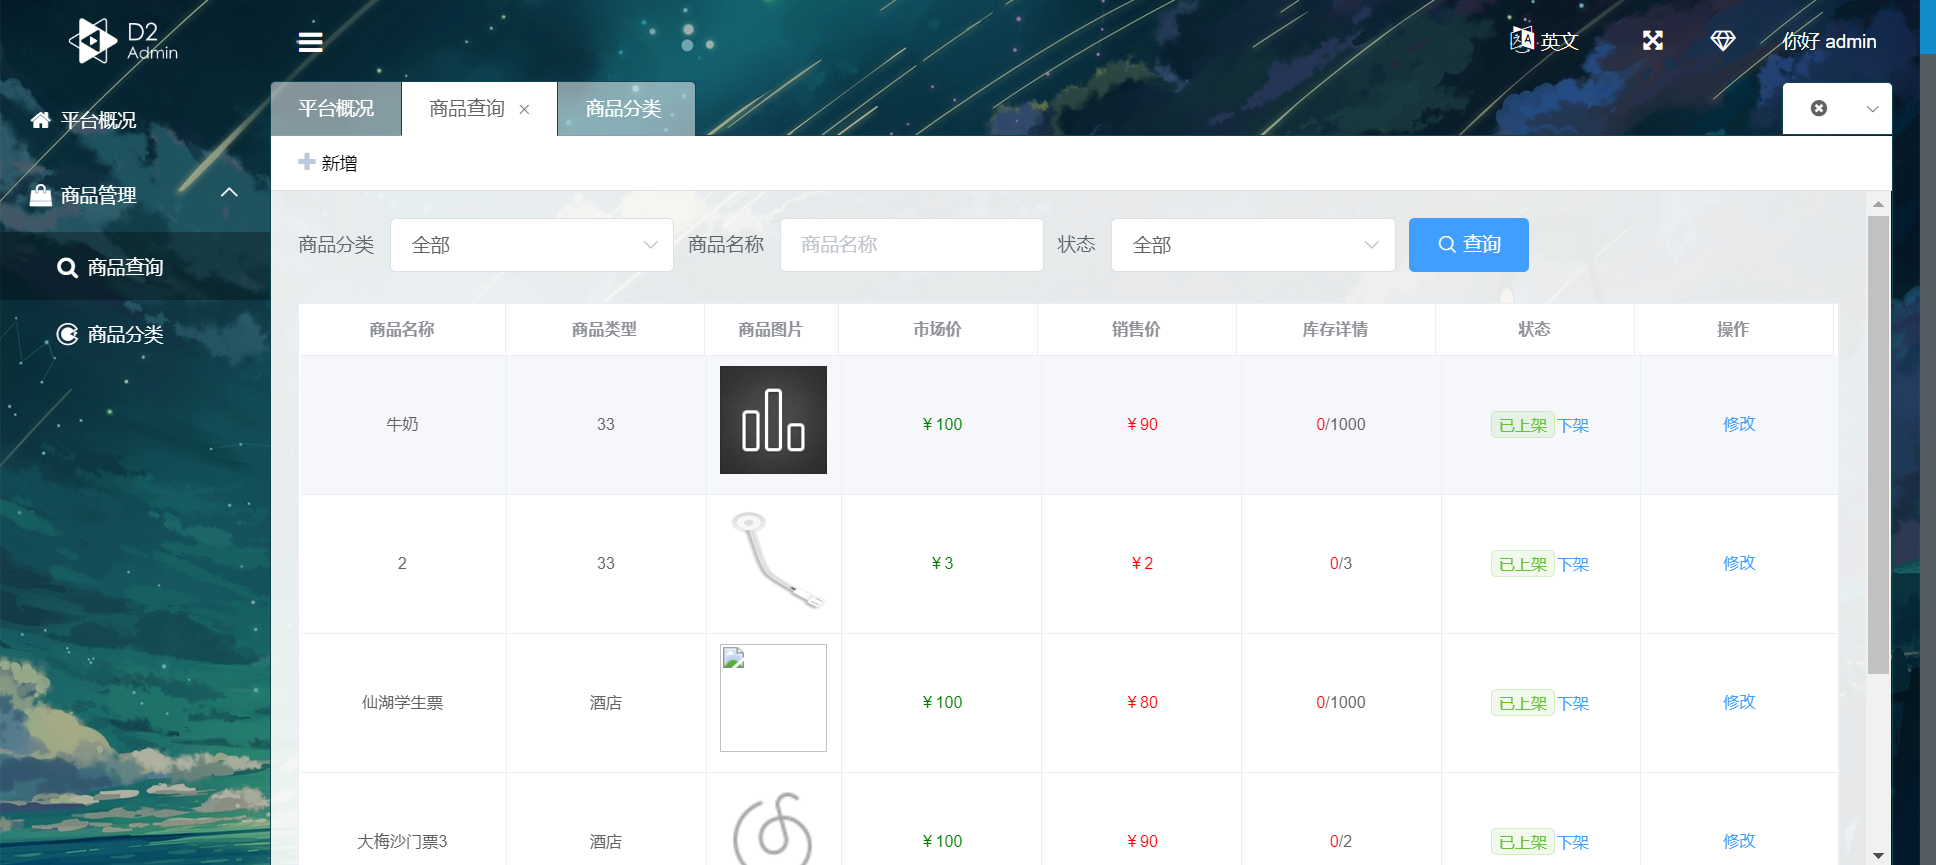 D2
Admin
英文
你好 admin
平台概况
商品管理
商品查询
商品分类
平台概况
商品查询
商品分类
新增
商品分类 全部 商品名称 商品名称 状态 全部 查询
商品名称 商品类型 商品图片 市场价 销售价 库存详情 状态 操作
牛奶 33 ¥ 100 ¥ 90 0/1000 已上架 下架 修改
2 33 ¥ 3 ¥ 2 0/3 已上架 下架 修改
仙湖学生票 酒店 ¥ 100 ¥ 80 0/1000 已上架 下架 修改
大梅沙门票3 酒店 ¥ 100 ¥ 90 0/2 已上架 下架 修改